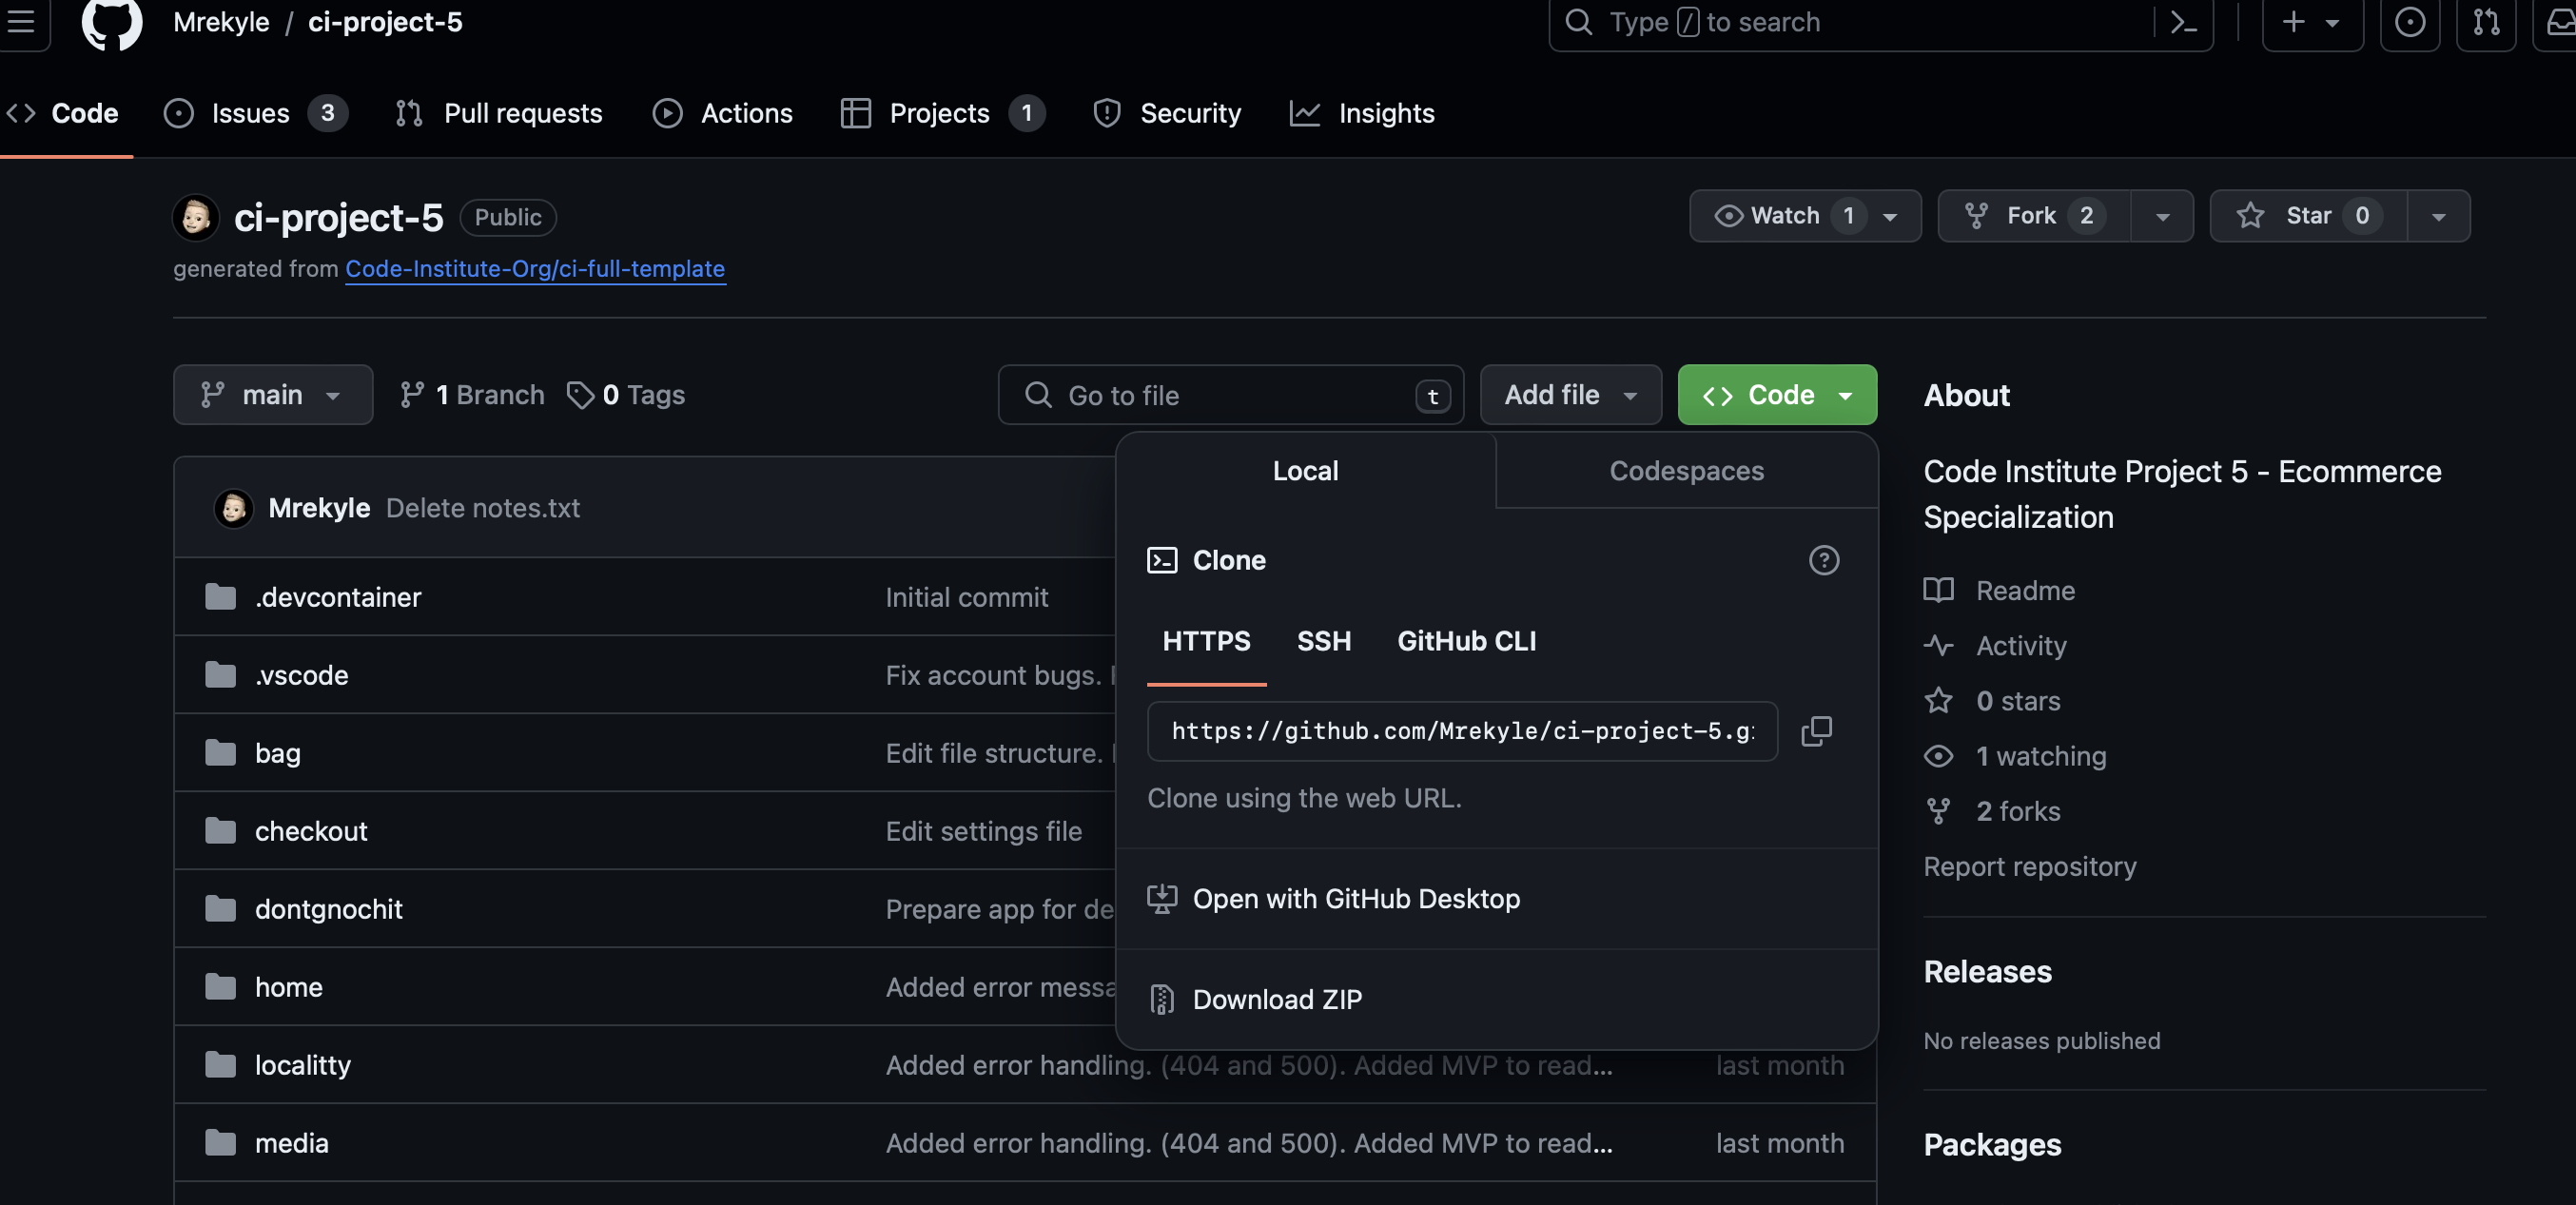 Mrekyle / ci-project-5
Type / to search
Code
Issues 3
Pull requests
Actions
Projects 1
Security
Insights
ci-project-5 Public
Watch 1
Fork 2
Star 0
generated from Code-Institute-Org/ci-full-template
main
1 Branch
0 Tags
Go to file t
Add file
Code
About
Local
Codespaces
Code Institute Project 5 - Ecommerce
Specialization
Mrekyle Delete notes.txt
Clone
.devcontainer Initial commit
Readme
HTTPS SSH GitHub CLI
Activity
.vscode Fix account bugs.
0 stars
https://github.com/Mrekyle/ci-project-5.gi
bag Edit file structure.
1 watching
Clone using the web URL.
2 forks
checkout Edit settings file
Report repository
Open with GitHub Desktop
dontgnochit Prepare app for de
Releases
home Added error messa
Download ZIP
No releases published
locality Added error handling. (404 and 500). Added MVP to read... last month
media Added error handling. (404 and 500). Added MVP to read... last month
Packages